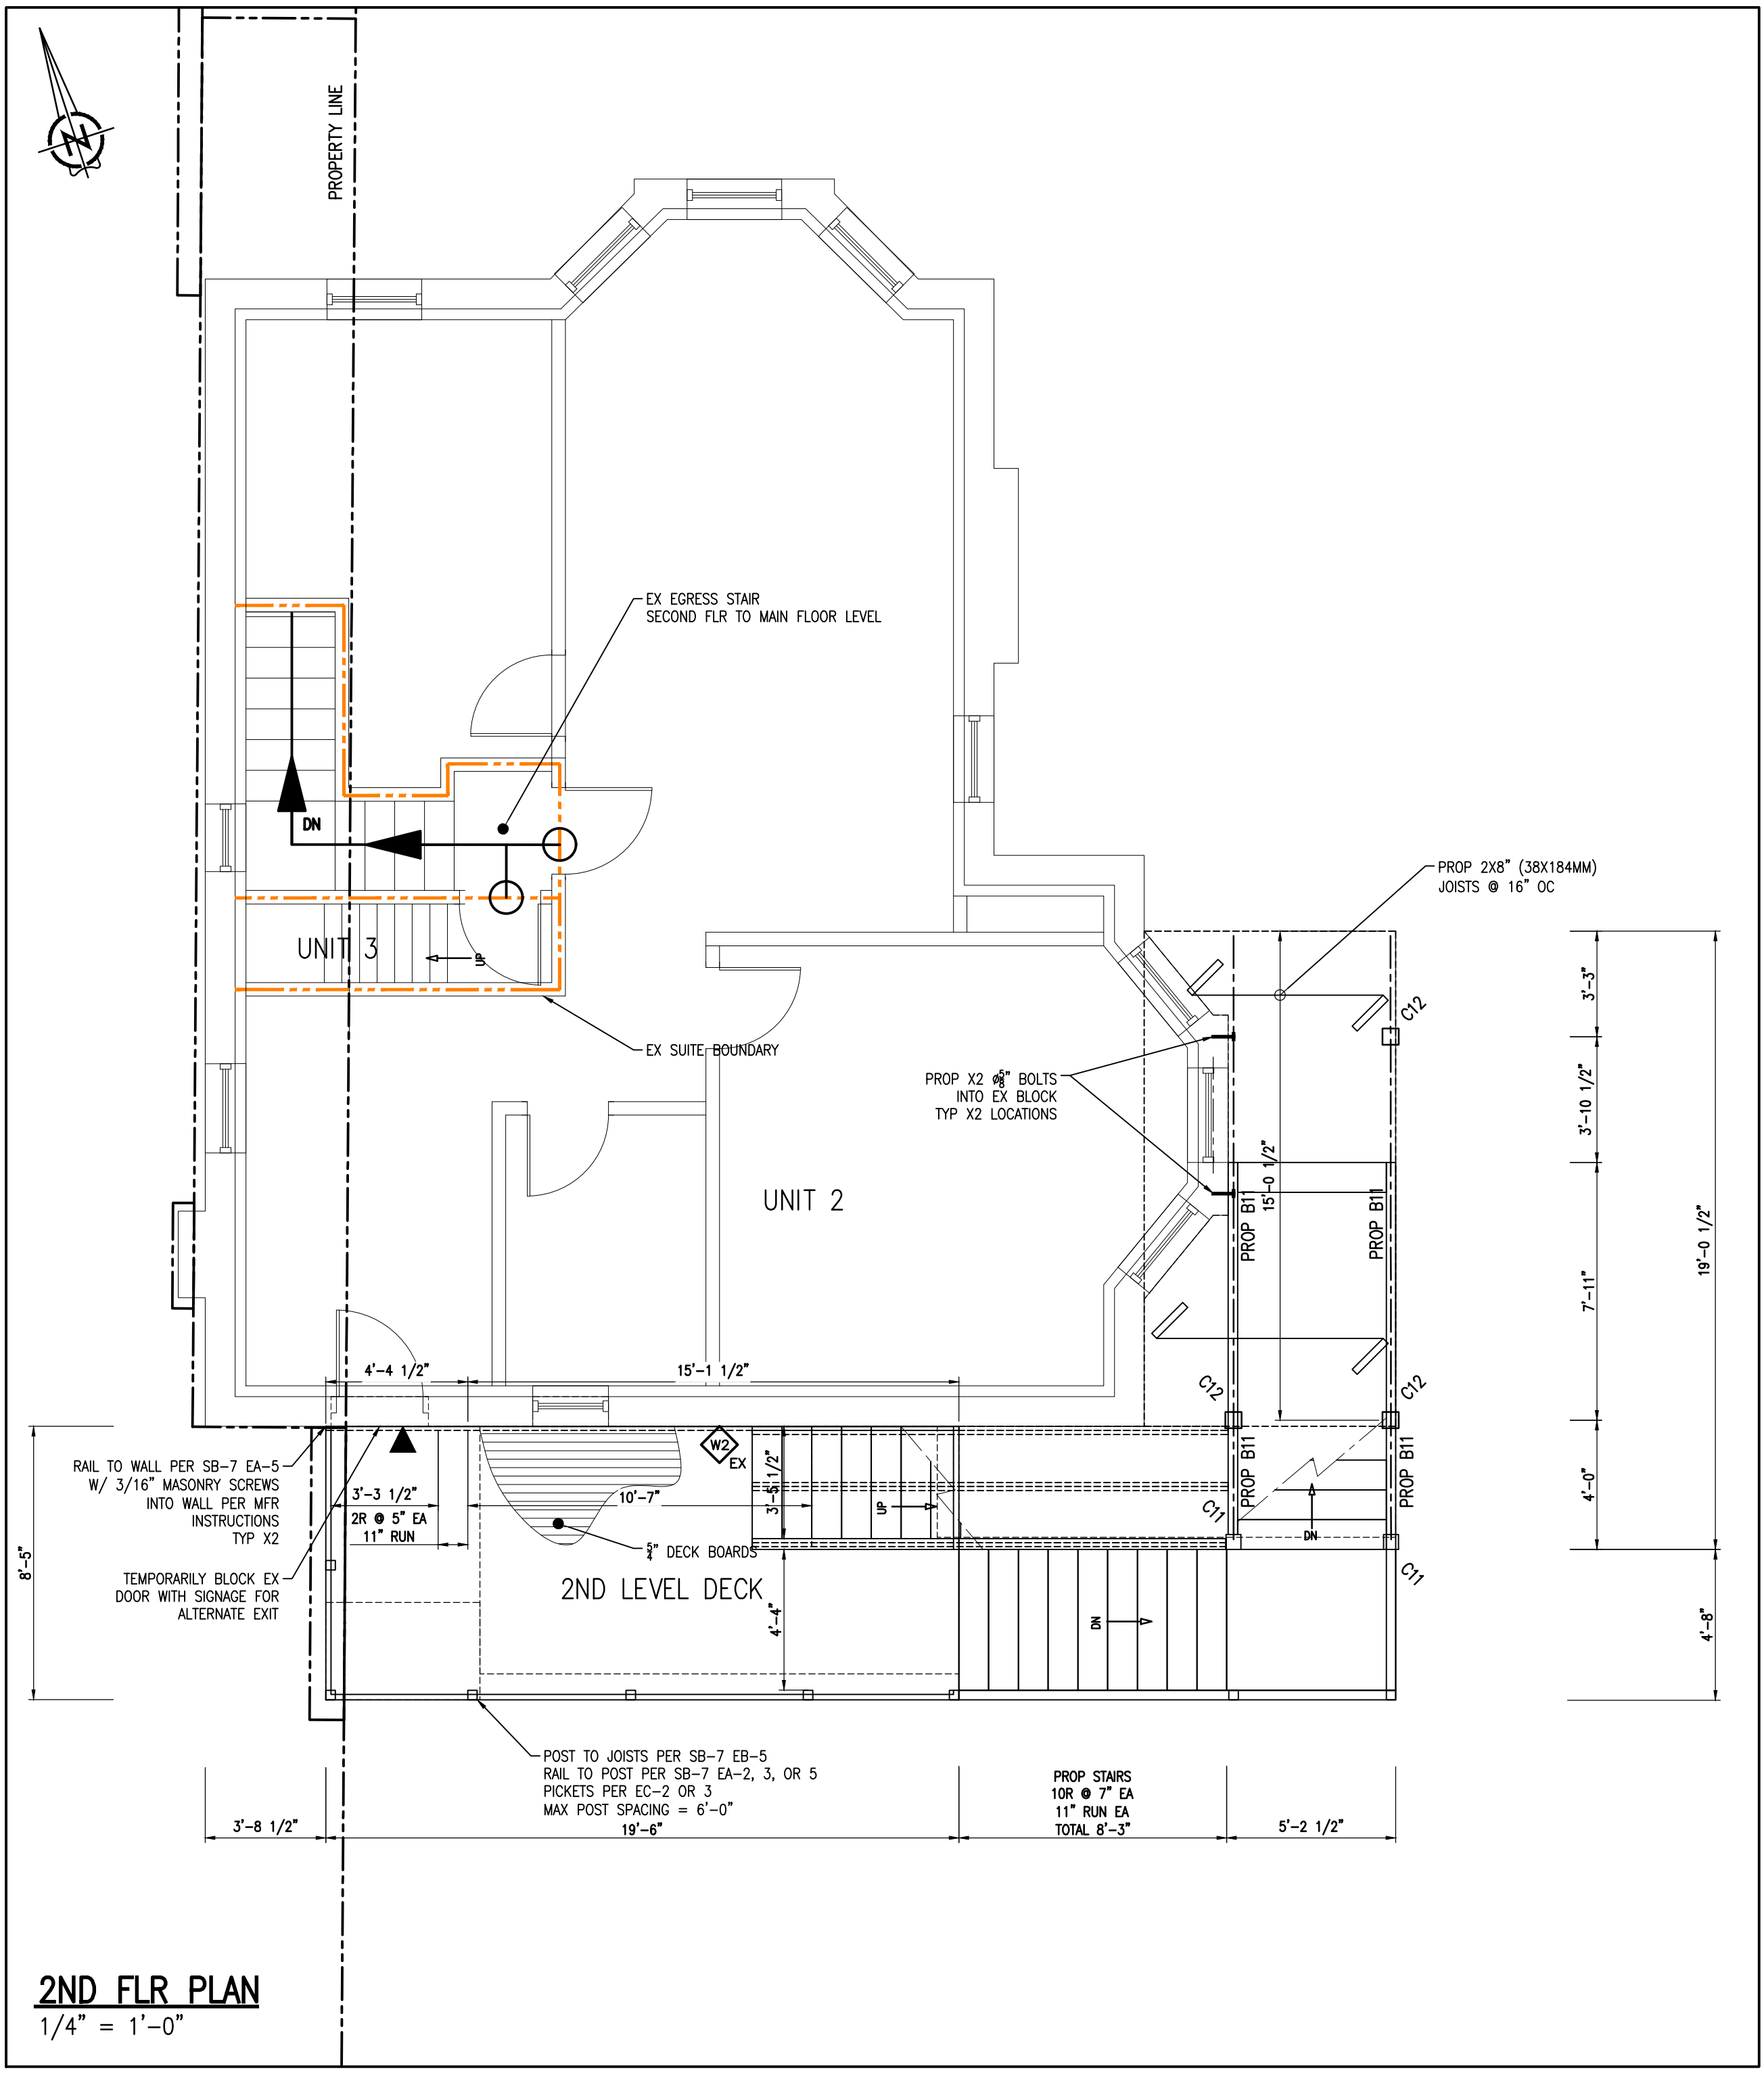 N
PROPERTY LINE
EX EGRESS STAIR
SECOND FLR TO MAIN FLOOR LEVEL
DN
UNIT 3
UP
EX SUITE BOUNDARY
PROP 2X8" (38X184MM)
JOISTS @ 16" OC
C12
PROP X2 Ø5/8" BOLTS
INTO EX BLOCK
TYP X2 LOCATIONS
3'-3"
3'-10 1/2"
15'-0 1/2"
PROP B11
PROP B11
7'-11"
19'-0 1/2"
UNIT 2
4'-4 1/2"
15'-1 1/2"
C12
C12
RAIL TO WALL PER SB-7 EA-5
W/ 3/16" MASONRY SCREWS
INTO WALL PER MFR
INSTRUCTIONS
TYP X2
8'-5"
3'-3 1/2"
2R @ 5" EA
11" RUN
10'-7"
W2
EX
3'-5 1/2"
UP
PROP B11
PROP B11
C11
DN
4'-0"
C11
5/4" DECK BOARDS
TEMPORARILY BLOCK EX
DOOR WITH SIGNAGE FOR
ALTERNATE EXIT
2ND LEVEL DECK
4'-4"
DN
4'-8"
POST TO JOISTS PER SB-7 EB-5
RAIL TO POST PER SB-7 EA-2, 3, OR 5
PICKETS PER EC-2 OR 3
MAX POST SPACING = 6'-0"
PROP STAIRS
10R @ 7" EA
11" RUN EA
TOTAL 8'-3"
3'-8 1/2"
19'-6"
5'-2 1/2"
2ND FLR PLAN
1/4" = 1'-0"